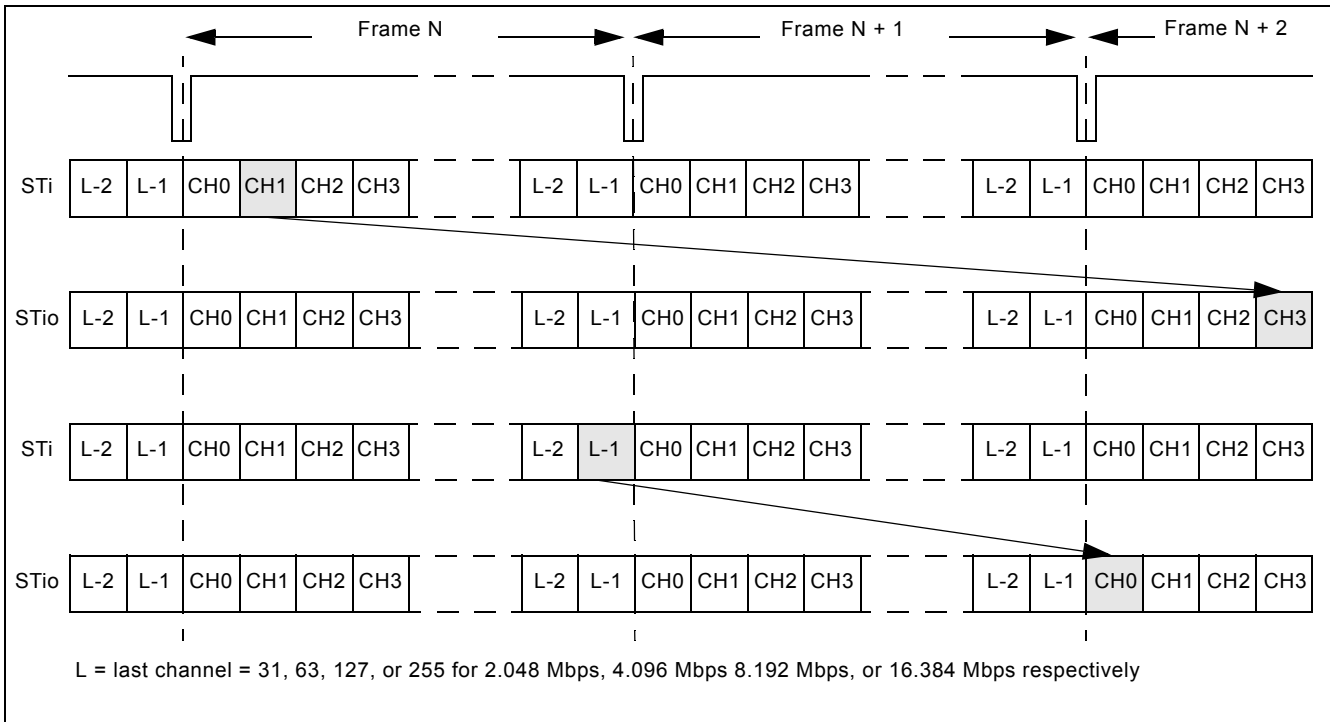 Frame N Frame N + 1 Frame N + 2
STi L-2 L-1 CH0 CH1 CH2 CH3 L-2 L-1 CH0 CH1 CH2 CH3 L-2 L-1 CH0 CH1 CH2 CH3
STio L-2 L-1 CH0 CH1 CH2 CH3 L-2 L-1 CH0 CH1 CH2 CH3 L-2 L-1 CH0 CH1 CH2 CH3
STi L-2 L-1 CH0 CH1 CH2 CH3 L-2 L-1 CH0 CH1 CH2 CH3 L-2 L-1 CH0 CH1 CH2 CH3
STio L-2 L-1 CH0 CH1 CH2 CH3 L-2 L-1 CH0 CH1 CH2 CH3 L-2 L-1 CH0 CH1 CH2 CH3
L = last channel = 31, 63, 127, or 255 for 2.048 Mbps, 4.096 Mbps 8.192 Mbps, or 16.384 Mbps respectively